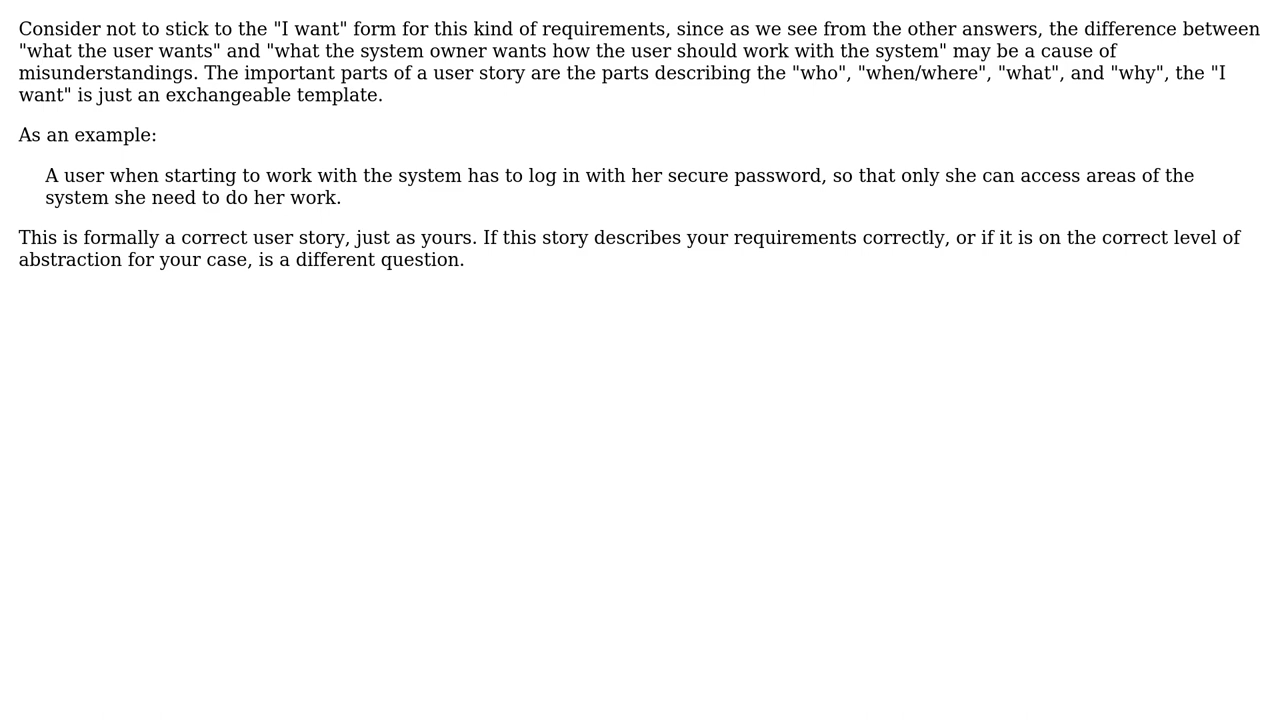 Consider not to stick to the "I want" form for this kind of requirements, since as we see from the other answers, the difference between
"what the user wants" and "what the system owner wants how the user should work with the system" may be a cause of
misunderstandings. The important parts of a user story are the parts describing the "who", "when/where", "what", and "why", the "I
want" is just an exchangeable template.
As an example:
A user when starting to work with the system has to log in with her secure password, so that only she can access areas of the
system she need to do her work.
This is formally a correct user story, just as yours. If this story describes your requirements correctly, or if it is on the correct level of
abstraction for your case, is a different question.